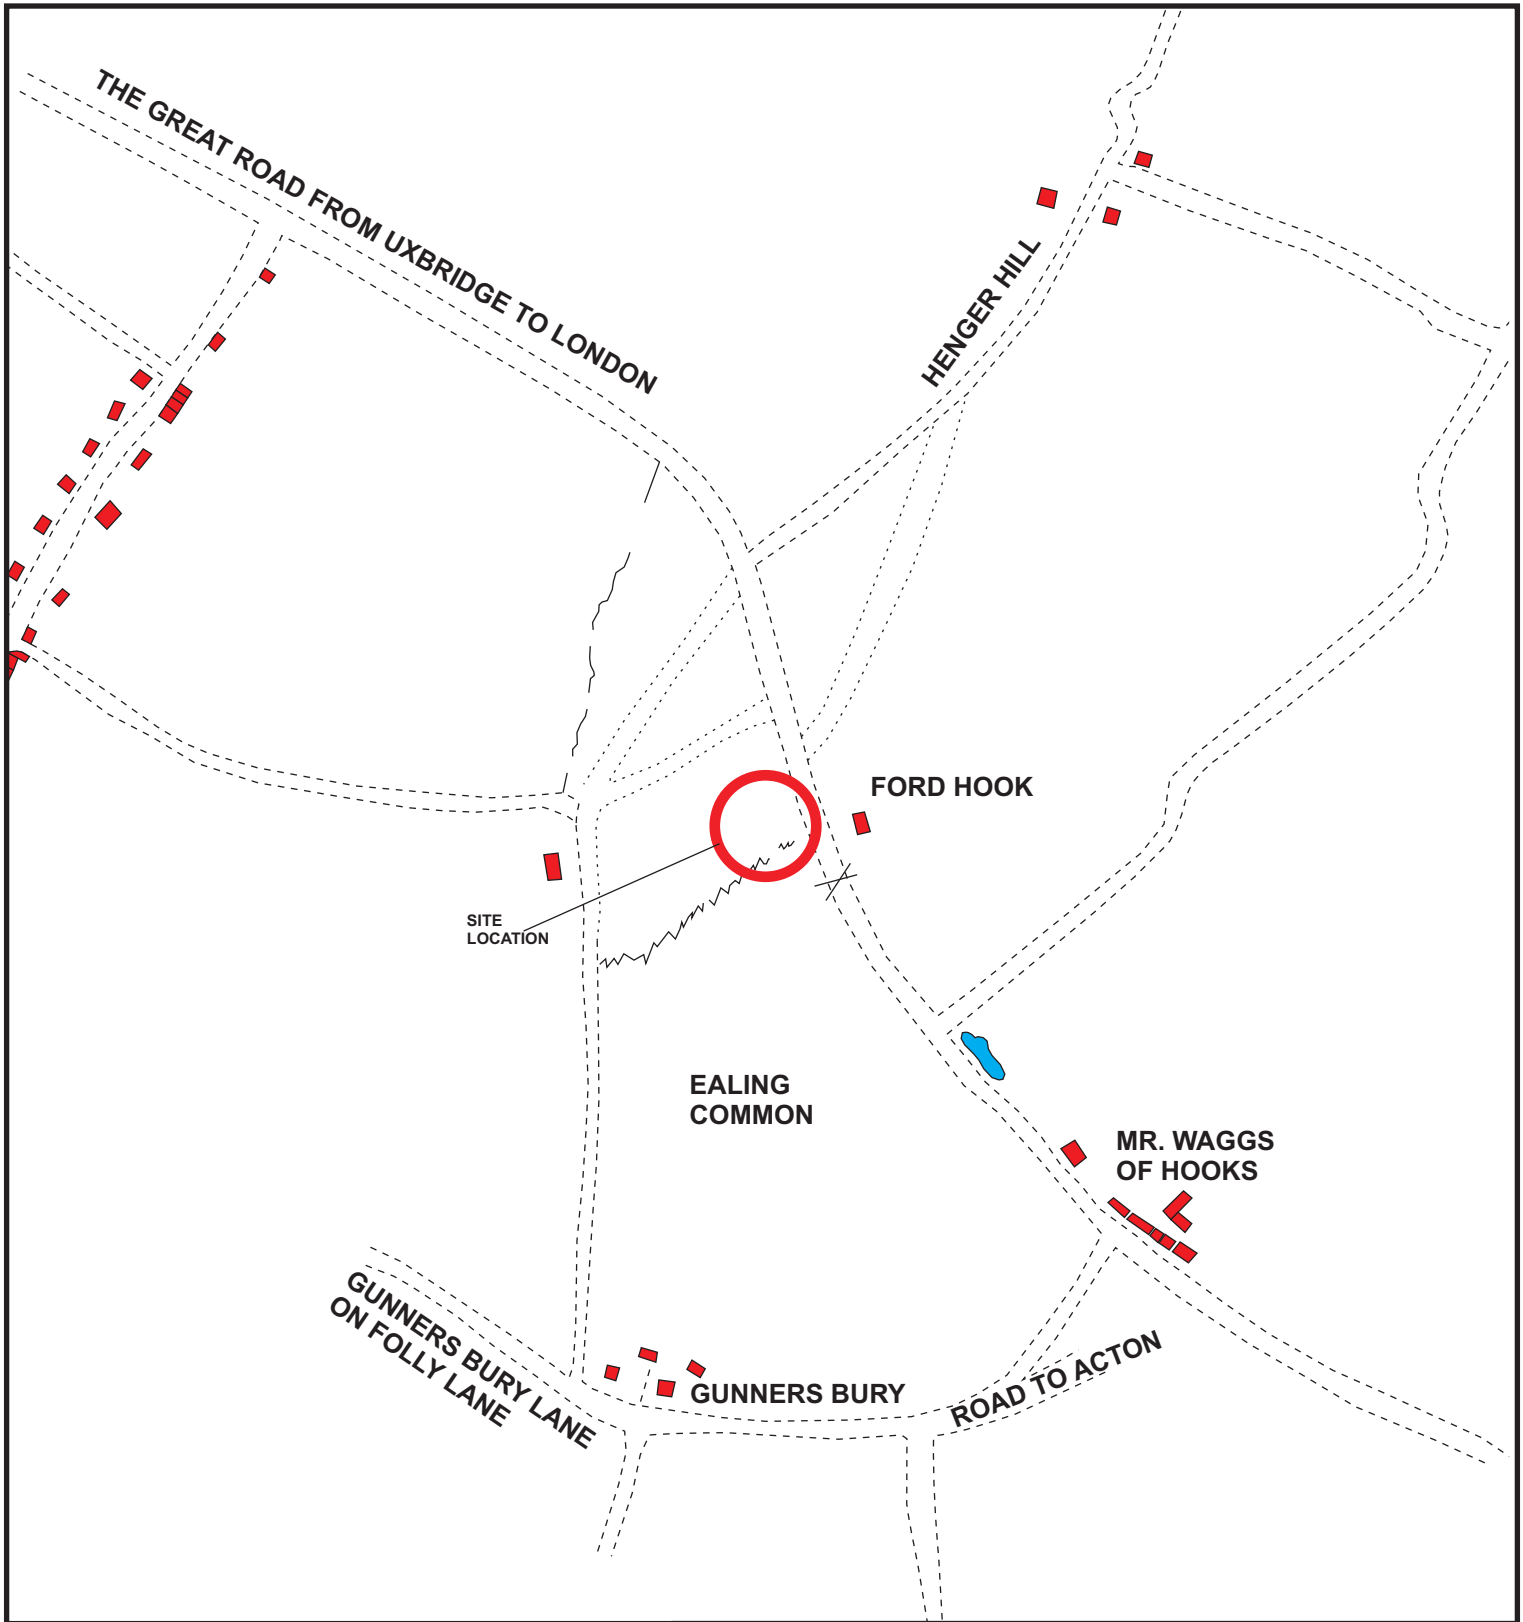 THE GREAT ROAD FROM UXBRIDGE TO LONDON
HENGER HILL
FORD HOOK
SITE
LOCATION
EALING
COMMON
MR. WAGGS
OF HOOKS
GUNNERS BURY LANE
ON FOLLY LANE
GUNNERS BURY
ROAD TO ACTON